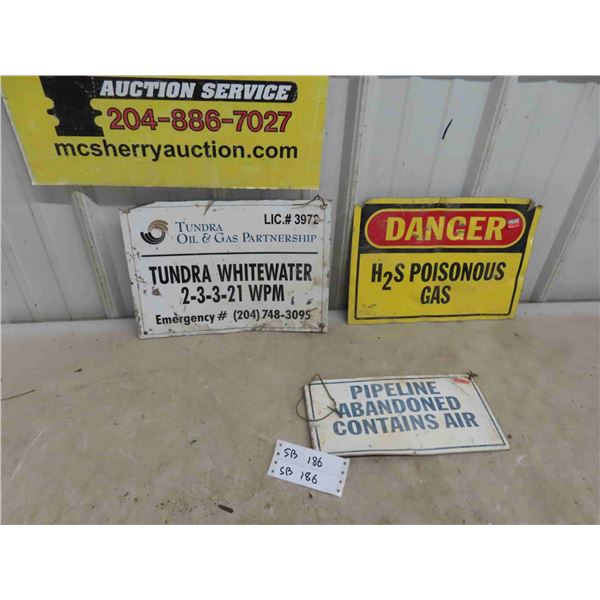 AUCTION SERVICE
204-886-7027
mcsherryauction.com
LIC.# 3972
TUNDRA
OIL & GAS PARTNERSHIP
TUNDRA WHITEWATER
2-3-3-21 WPM
Emergency # (204) 748-3095
DANGER
H2S POISONOUS
GAS
PIPELINE
ABANDONED
CONTAINS AIR
SB 186
SB 186